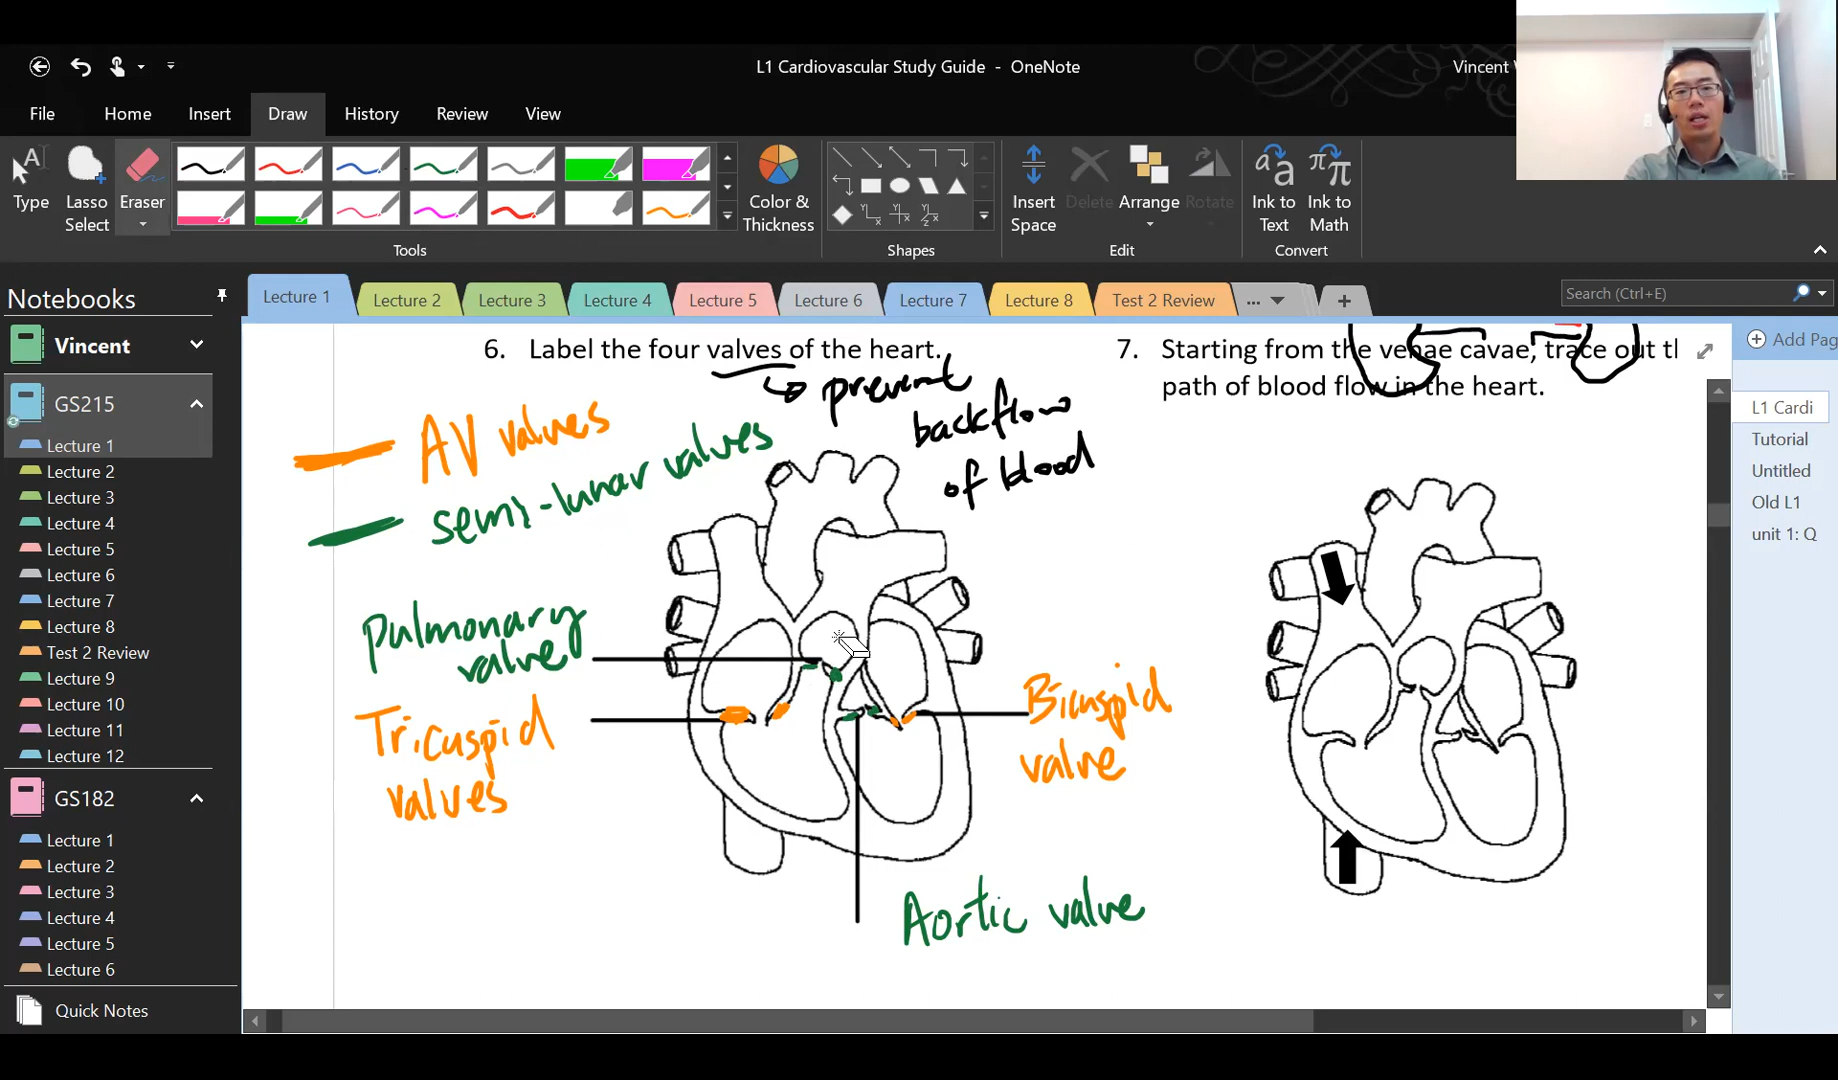 L1 Cardiovascular Study Guide - OneNote
Vincent
File
Home
Insert
Draw
History
Review
View
Type
Lasso
Select
Eraser
Color &
Thickness
Insert
Space
Delete
Arrange
Rotate
Ink to
Text
Ink to
Math
Tools
Shapes
Edit
Convert
Notebooks
Lecture 1
Lecture 2
Lecture 3
Lecture 4
Lecture 5
Lecture 6
Lecture 7
Lecture 8
Test 2 Review
...
Search (Ctrl+E)
Vincent
GS215
Lecture 1
Lecture 2
Lecture 3
Lecture 4
Lecture 5
Lecture 6
Lecture 7
Lecture 8
Test 2 Review
Lecture 9
Lecture 10
Lecture 11
Lecture 12
GS182
Lecture 1
Lecture 2
Lecture 3
Lecture 4
Lecture 5
Lecture 6
Quick Notes
6. Label the four valves of the heart.
prevent
backflow
of blood
AV valves
semi-lunar valves
Pulmonary
valve
Tricuspid
valves
Bicuspid
valve
Aortic valve
7. Starting from the venae cavae, trace out
path of blood flow in the heart.
Add Pag
L1 Cardi
Tutorial
Untitled
Old L1
unit 1: Q